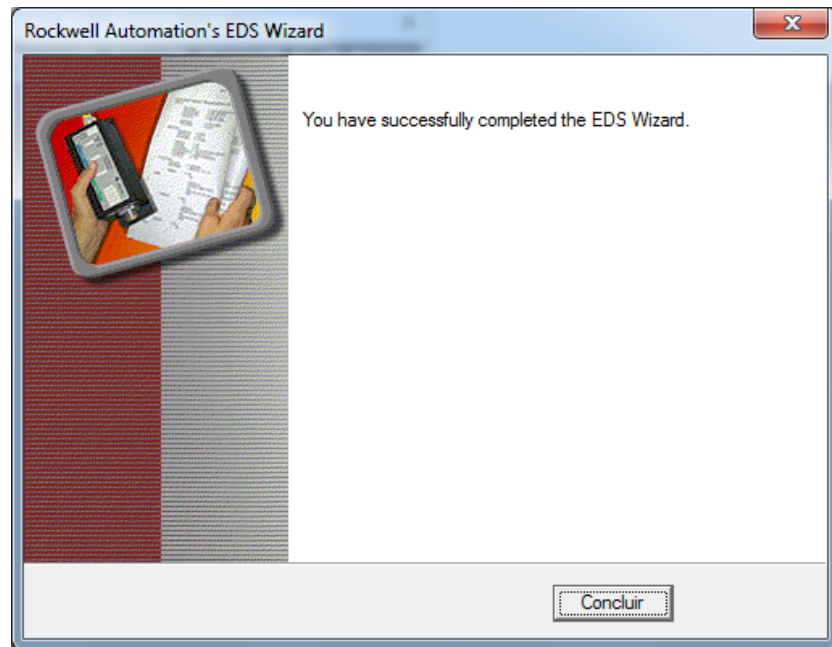 Rockwell Automation's EDS Wizard
You have successfully completed the EDS Wizard.
Concluir